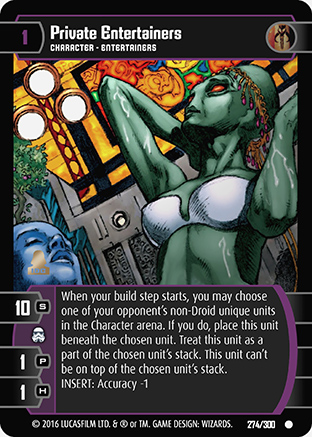 1 Private Entertainers
CHARACTER - ENTERTAINERS
10 S
1 P
1 H
When your build step starts, you may choose
one of your opponent's non-Droid unique units
in the Character arena. If you do, place this unit
beneath the chosen unit. Treat this unit as a
part of the chosen unit's stack. This unit can't
be on top of the chosen unit's stack.
INSERT: Accuracy -1
© 2016 LUCASFILM LTD. & ® or TM. GAME DESIGN: WIZARDS. 274/300